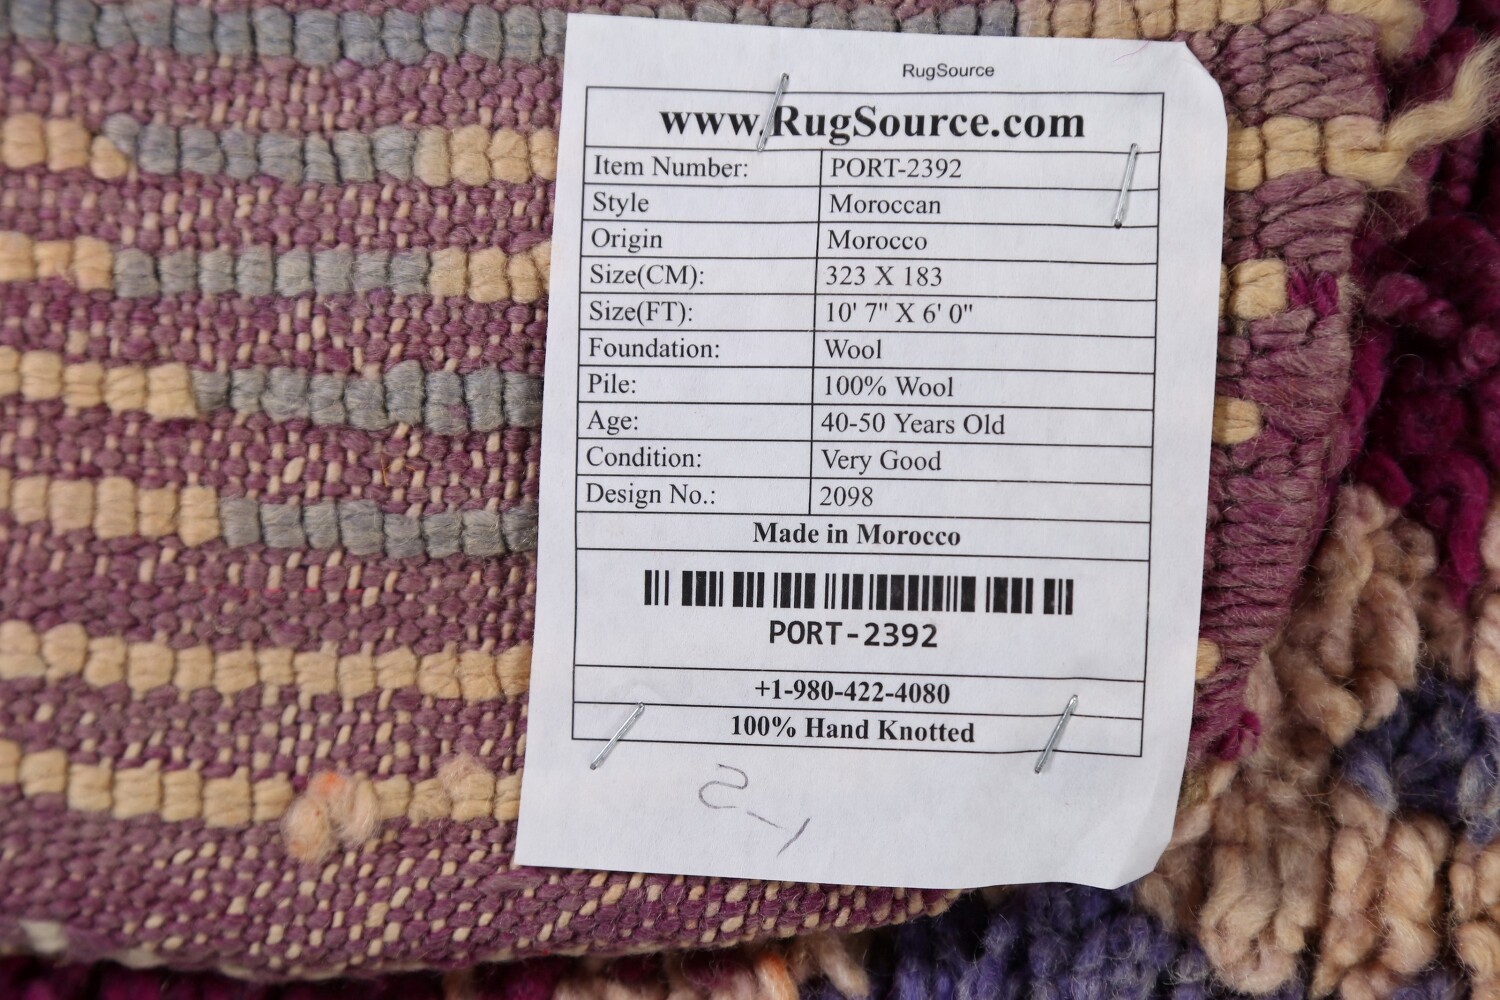 RugSource
www.RugSource.com
Item Number: PORT-2392
Style Moroccan
Origin Morocco
Size(CM): 323 X 183
Size(FT): 10' 7" X 6' 0"
Foundation: Wool
Pile: 100% Wool
Age: 40-50 Years Old
Condition: Very Good
Design No.: 2098
Made in Morocco
PORT-2392
+1-980-422-4080
100% Hand Knotted